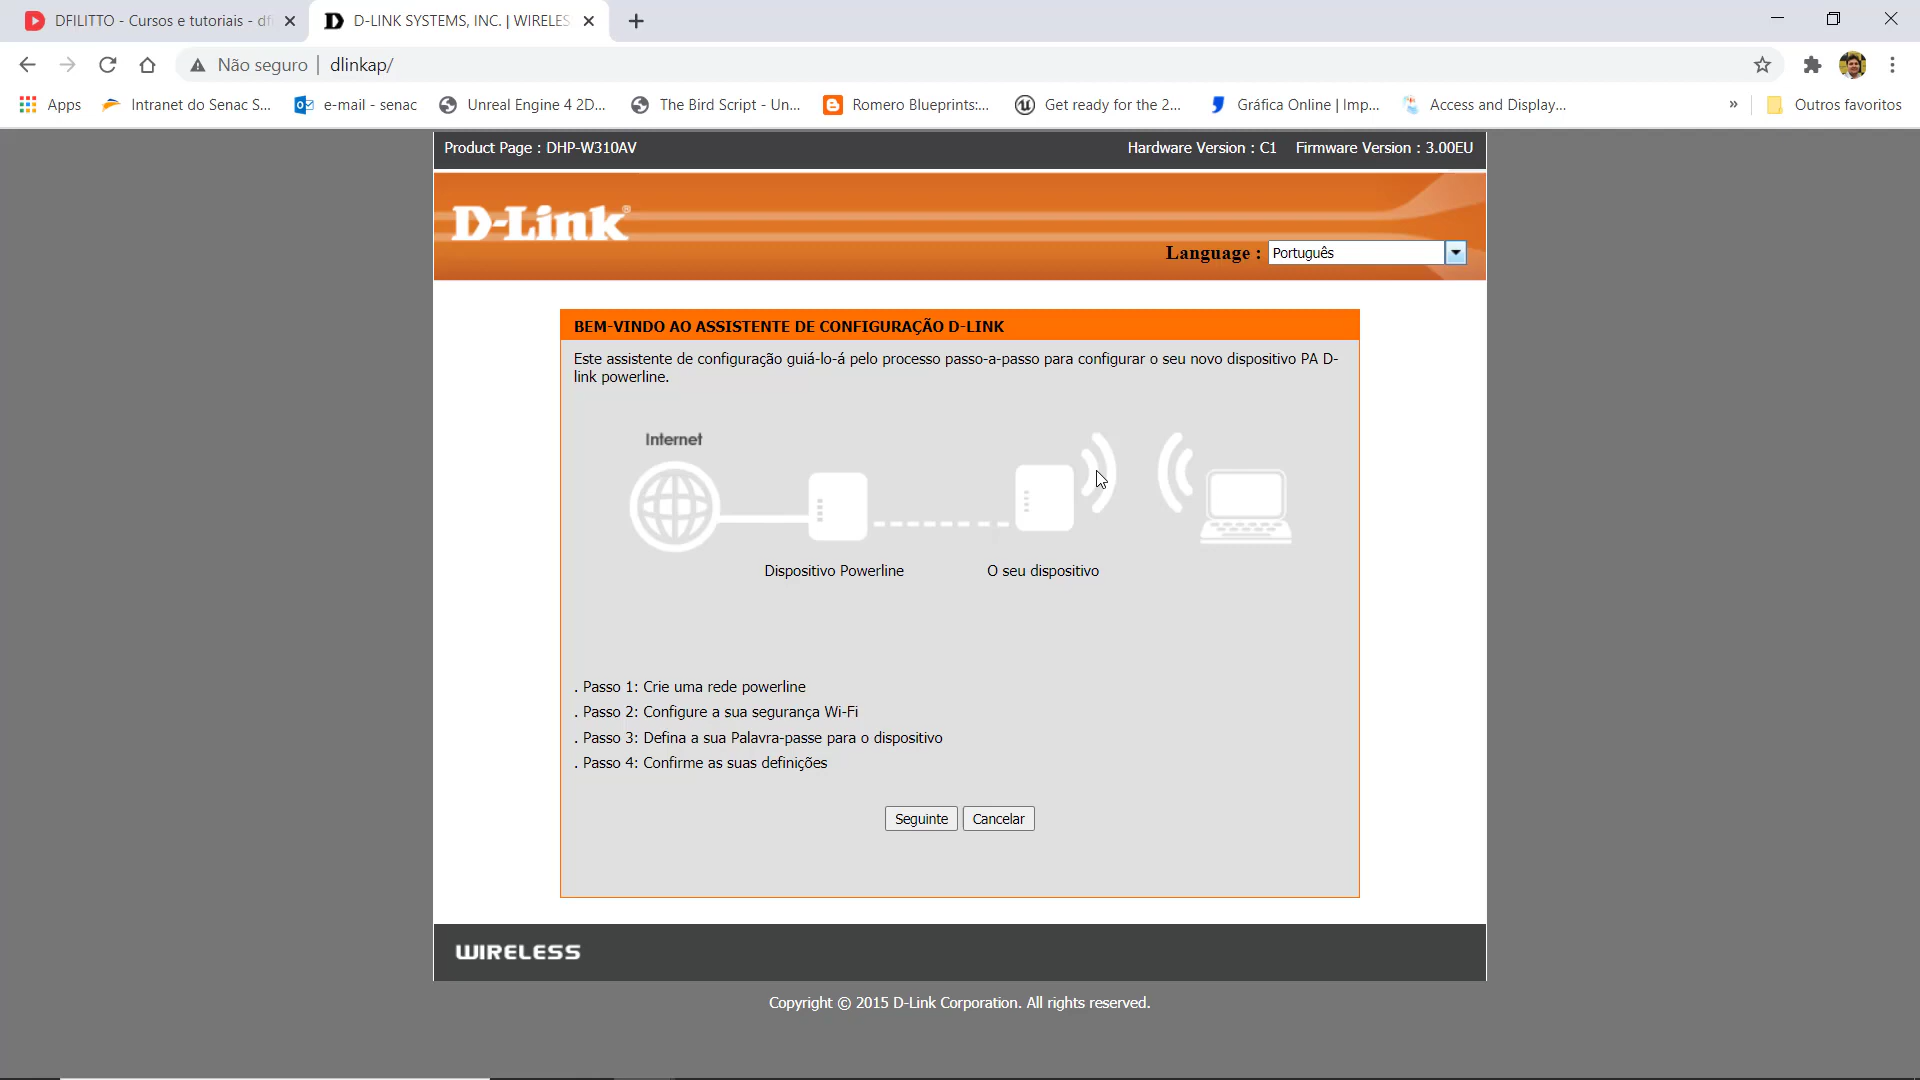 DFILITTO - Cursos e tutoriais - dfi
D-LINK SYSTEMS, INC. | WIRELES
Não seguro | dlinkap/
Apps
Intranet do Senac S...
e-mail - senac
Unreal Engine 4 2D...
The Bird Script - Un...
Romero Blueprints:...
Get ready for the 2...
Gráfica Online | Imp...
Access and Display...
»
Outros favoritos
Product Page : DHP-W310AV
Hardware Version : C1
Firmware Version : 3.00EU
D-Link®
Language :
Português
BEM-VINDO AO ASSISTENTE DE CONFIGURAÇÃO D-LINK
Este assistente de configuração guiá-lo-á pelo processo passo-a-passo para configurar o seu novo dispositivo PA D-
link powerline.
Internet
Dispositivo Powerline
O seu dispositivo
. Passo 1: Crie uma rede powerline
. Passo 2: Configure a sua segurança Wi-Fi
. Passo 3: Defina a sua Palavra-passe para o dispositivo
. Passo 4: Confirme as suas definições
Seguinte
Cancelar
WIRELESS
Copyright © 2015 D-Link Corporation. All rights reserved.